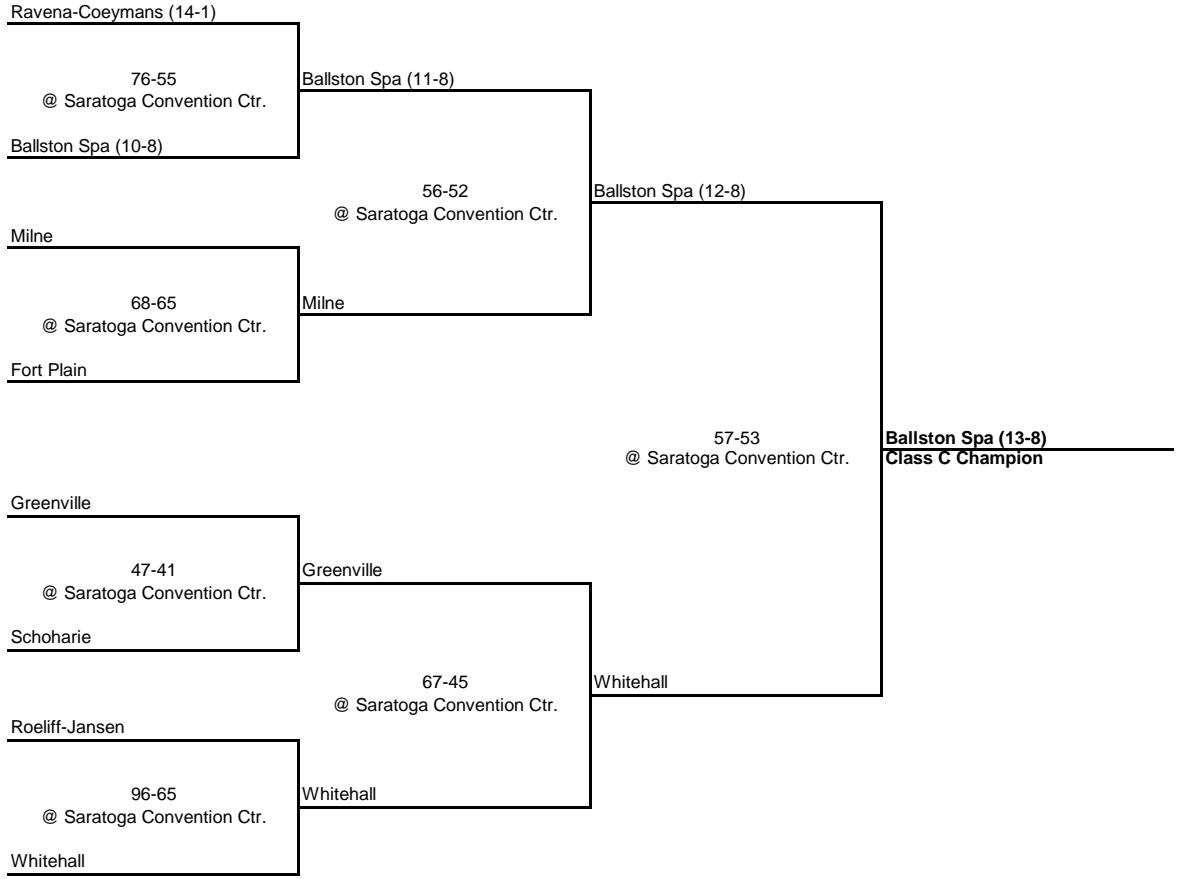 Ravena-Coeymans (14-1)
76-55
@ Saratoga Convention Ctr.
Ballston Spa (11-8)
Ballston Spa (10-8)
56-52
@ Saratoga Convention Ctr.
Ballston Spa (12-8)
Milne
68-65
@ Saratoga Convention Ctr.
Milne
Fort Plain
57-53
@ Saratoga Convention Ctr.
Ballston Spa (13-8)
Class C Champion
Greenville
47-41
@ Saratoga Convention Ctr.
Greenville
Schoharie
67-45
@ Saratoga Convention Ctr.
Whitehall
Roeliff-Jansen
96-65
@ Saratoga Convention Ctr.
Whitehall
Whitehall